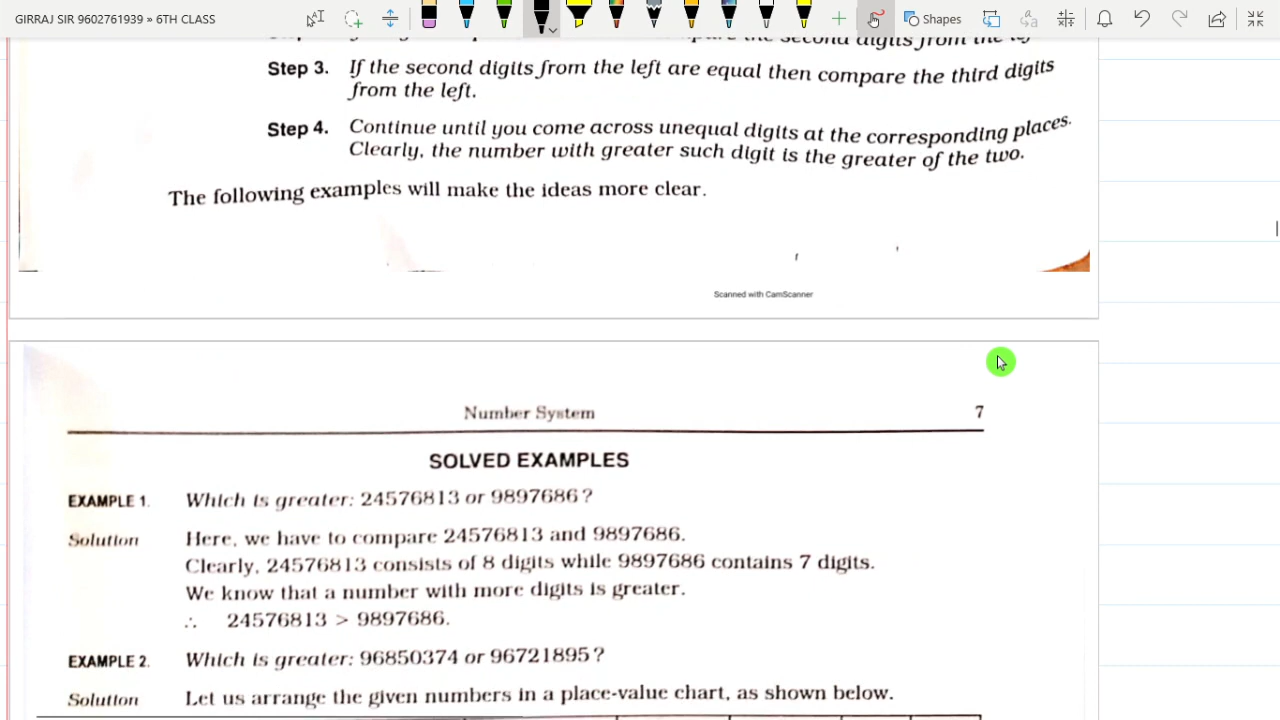 GIRRAJ SIR 9602761939 » 6TH CLASS
Shapes
the second digits from the
Step 3. If the second digits from the left are equal then compare the third digits
from the left.
Step 4. Continue until you come across unequal digits at the corresponding places.
Clearly, the number with greater such digit is the greater of the two.
The following examples will make the ideas more clear.
Scanned with CamScanner
Number System 7
SOLVED EXAMPLES
EXAMPLE 1. Which is greater: 24576813 or 9897686?
Solution Here, we have to compare 24576813 and 9897686.
Clearly, 24576813 consists of 8 digits while 9897686 contains 7 digits.
We know that a number with more digits is greater.
∴ 24576813 > 9897686.
EXAMPLE 2. Which is greater: 96850374 or 96721895?
Solution Let us arrange the given numbers in a place-value chart, as shown below.